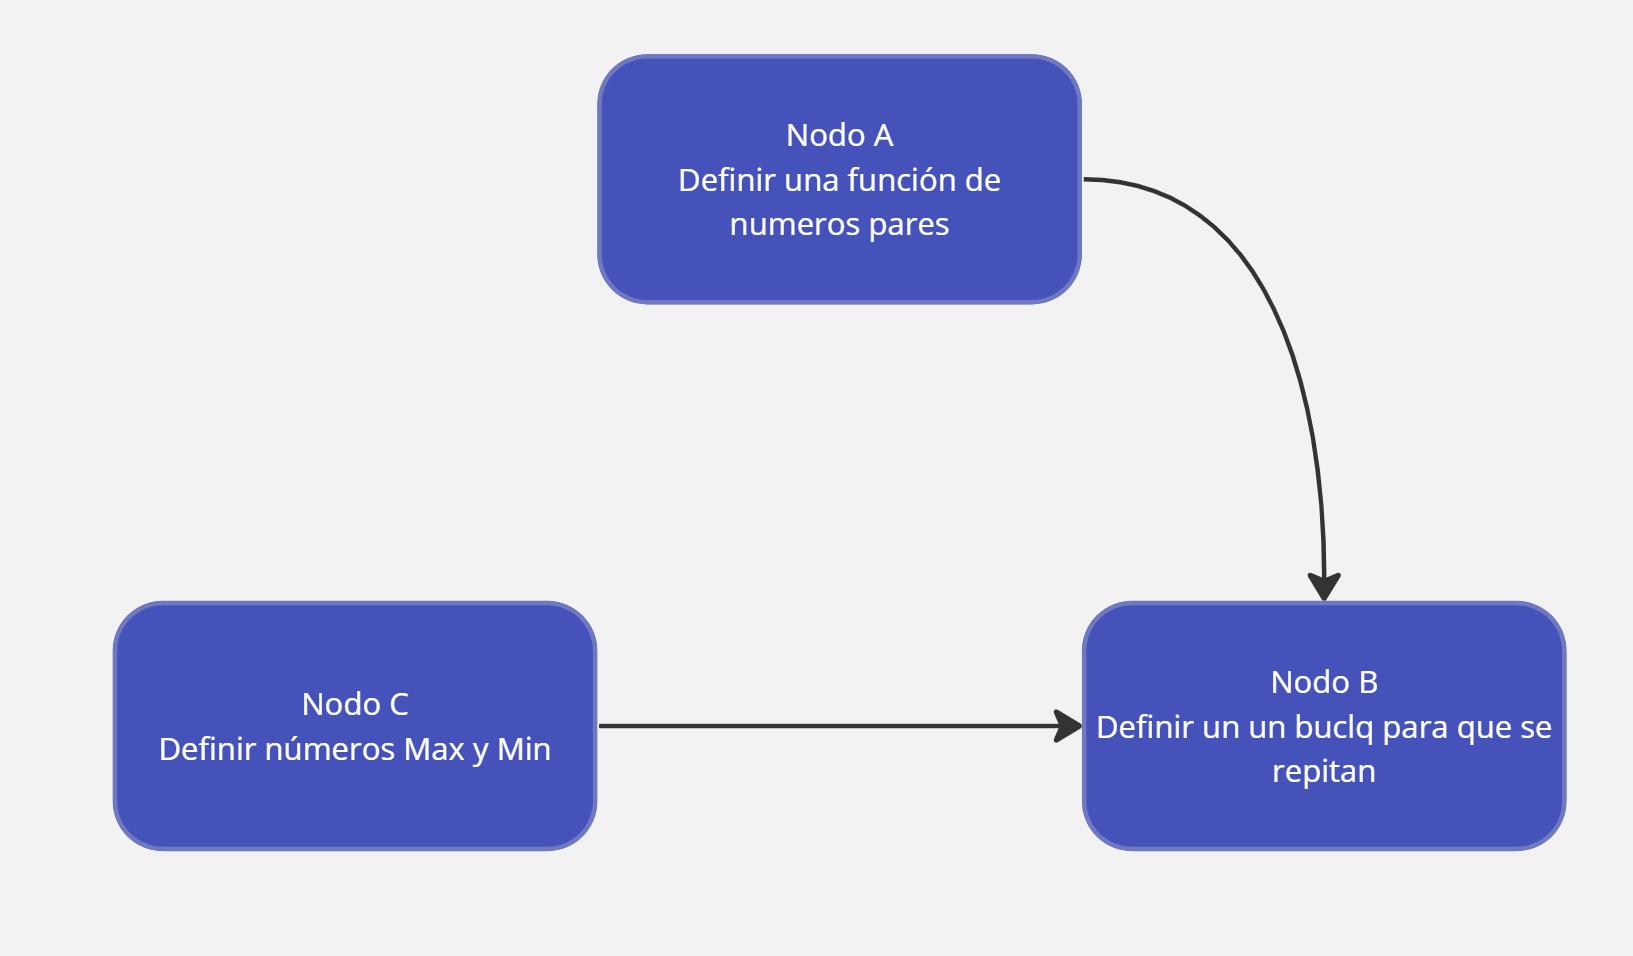 Nodo A
Definir una función de
numeros pares
Nodo C
Definir números Max y Min
Nodo B
Definir un un buclq para que se
repitan